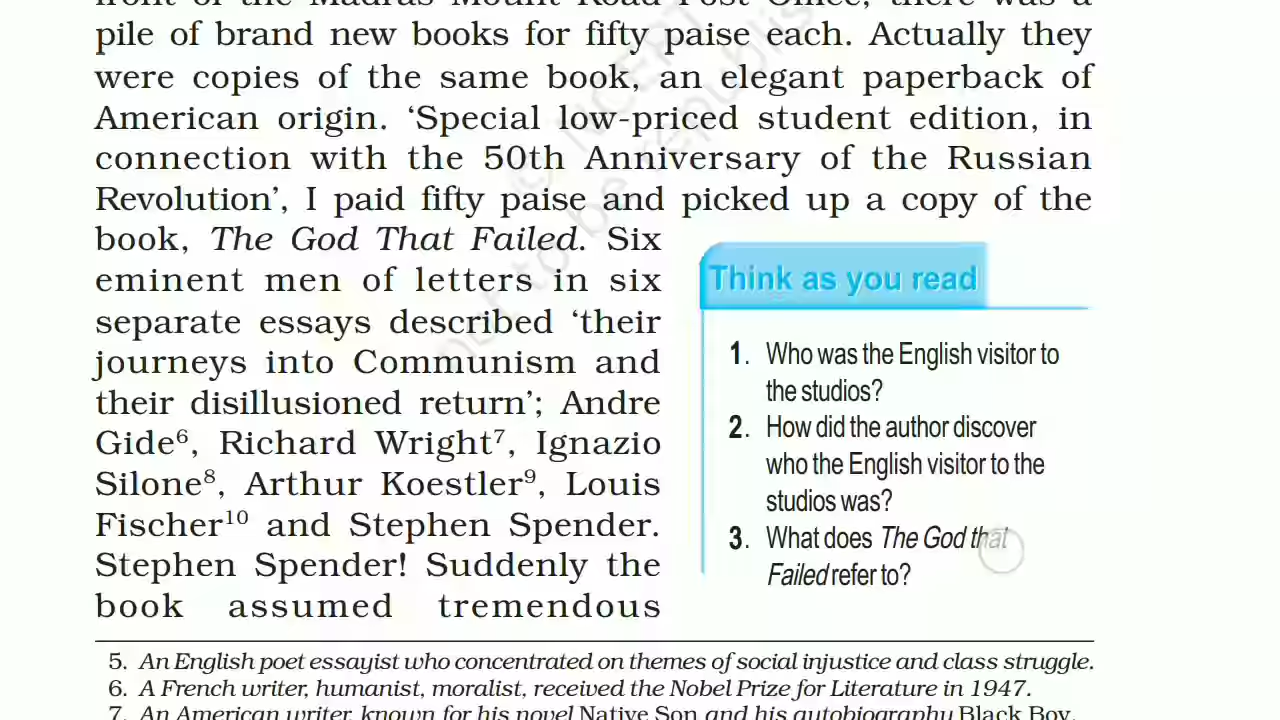 front of the Madras Mount Road Post Office, there was a
pile of brand new books for fifty paise each. Actually they
were copies of the same book, an elegant paperback of
American origin. ‘Special low-priced student edition, in
connection with the 50th Anniversary of the Russian
Revolution’, I paid fifty paise and picked up a copy of the
book, The God That Failed. Six
eminent men of letters in six
separate essays described ‘their
journeys into Communism and
their disillusioned return’; Andre
Gide⁶, Richard Wright⁷, Ignazio
Silone⁸, Arthur Koestler⁹, Louis
Fischer¹⁰ and Stephen Spender.
Stephen Spender! Suddenly the
book assumed tremendous
Think as you read
1. Who was the English visitor to
the studios?
2. How did the author discover
who the English visitor to the
studios was?
3. What does The God that
Failed refer to?
5. An English poet essayist who concentrated on themes of social injustice and class struggle.
6. A French writer, humanist, moralist, received the Nobel Prize for Literature in 1947.
7. An American writer, known for his novel Native Son and his autobiography Black Boy.
© NCERT
not to be republis